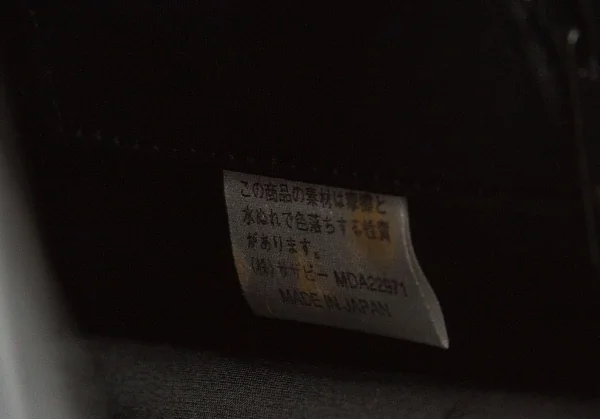 この商品の素材は摩擦と
水ぬれで色落ちする性質
があります。
(株)サザビー MDA22971
MADE IN JAPAN